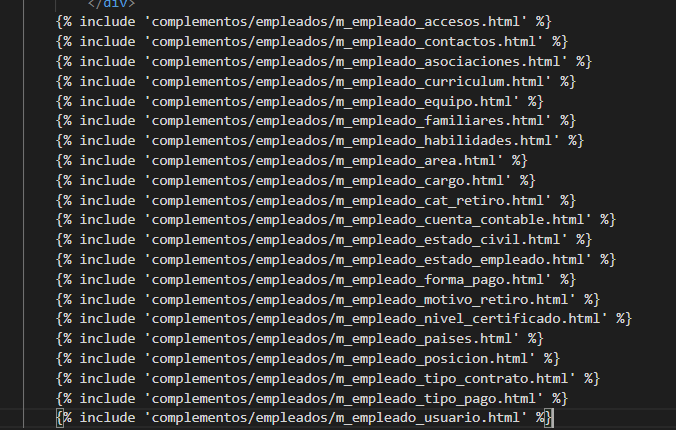 </div>
{% include 'complementos/empleados/m_empleado_accesos.html' %}
{% include 'complementos/empleados/m_empleado_contactos.html' %}
{% include 'complementos/empleados/m_empleado_asociaciones.html' %}
{% include 'complementos/empleados/m_empleado_curriculum.html' %}
{% include 'complementos/empleados/m_empleado_equipo.html' %}
{% include 'complementos/empleados/m_empleado_familiares.html' %}
{% include 'complementos/empleados/m_empleado_habilidades.html' %}
{% include 'complementos/empleados/m_empleado_area.html' %}
{% include 'complementos/empleados/m_empleado_cargo.html' %}
{% include 'complementos/empleados/m_empleado_cat_retiro.html' %}
{% include 'complementos/empleados/m_empleado_cuenta_contable.html' %}
{% include 'complementos/empleados/m_empleado_estado_civil.html' %}
{% include 'complementos/empleados/m_empleado_estado_empleado.html' %}
{% include 'complementos/empleados/m_empleado_forma_pago.html' %}
{% include 'complementos/empleados/m_empleado_motivo_retiro.html' %}
{% include 'complementos/empleados/m_empleado_nivel_certificado.html' %}
{% include 'complementos/empleados/m_empleado_paises.html' %}
{% include 'complementos/empleados/m_empleado_posicion.html' %}
{% include 'complementos/empleados/m_empleado_tipo_contrato.html' %}
{% include 'complementos/empleados/m_empleado_tipo_pago.html' %}
{% include 'complementos/empleados/m_empleado_usuario.html' %}